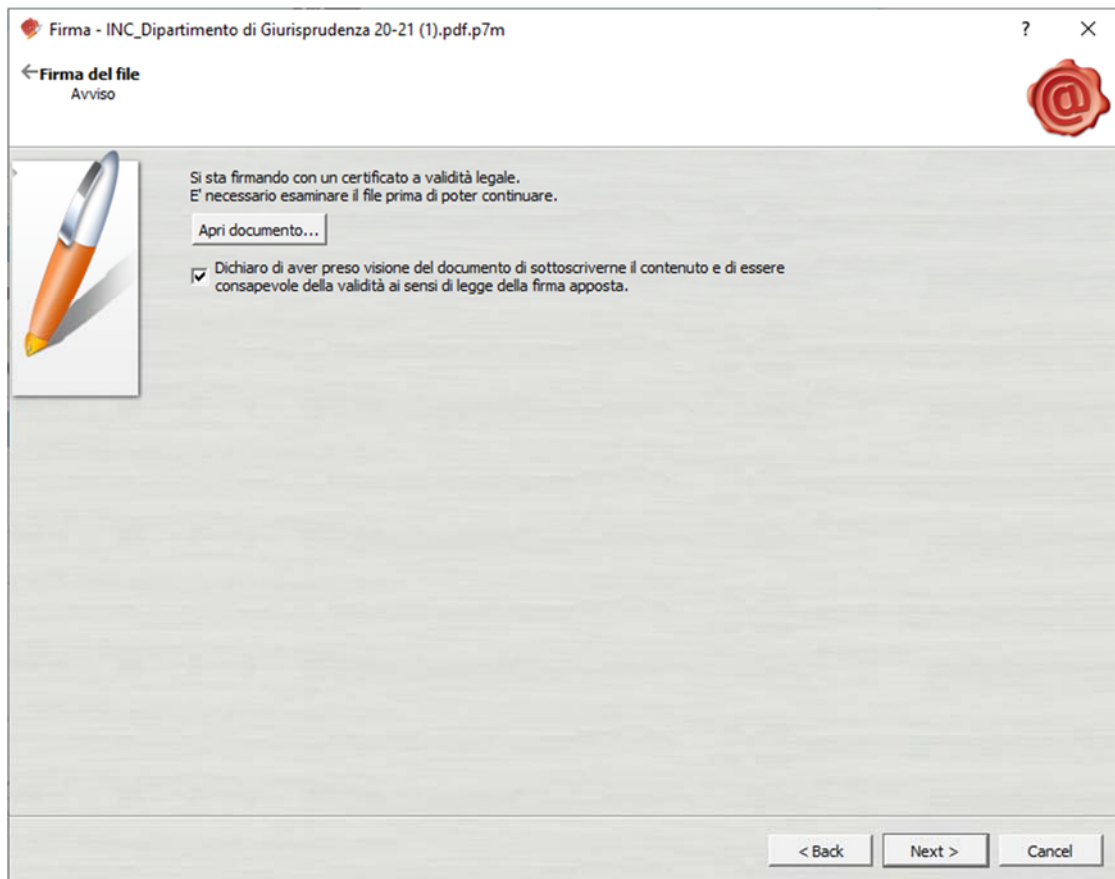 Firma - INC_Dipartimento di Giurisprudenza 20-21 (1).pdf.p7m
?
Firma del file
Avviso
@
Si sta firmando con un certificato a validità legale.
E' necessario esaminare il file prima di poter continuare.
Apri documento...
Dichiaro di aver preso visione del documento di sottoscriverne il contenuto e di essere
consapevole della validità ai sensi di legge della firma apposta.
< Back
Next >
Cancel